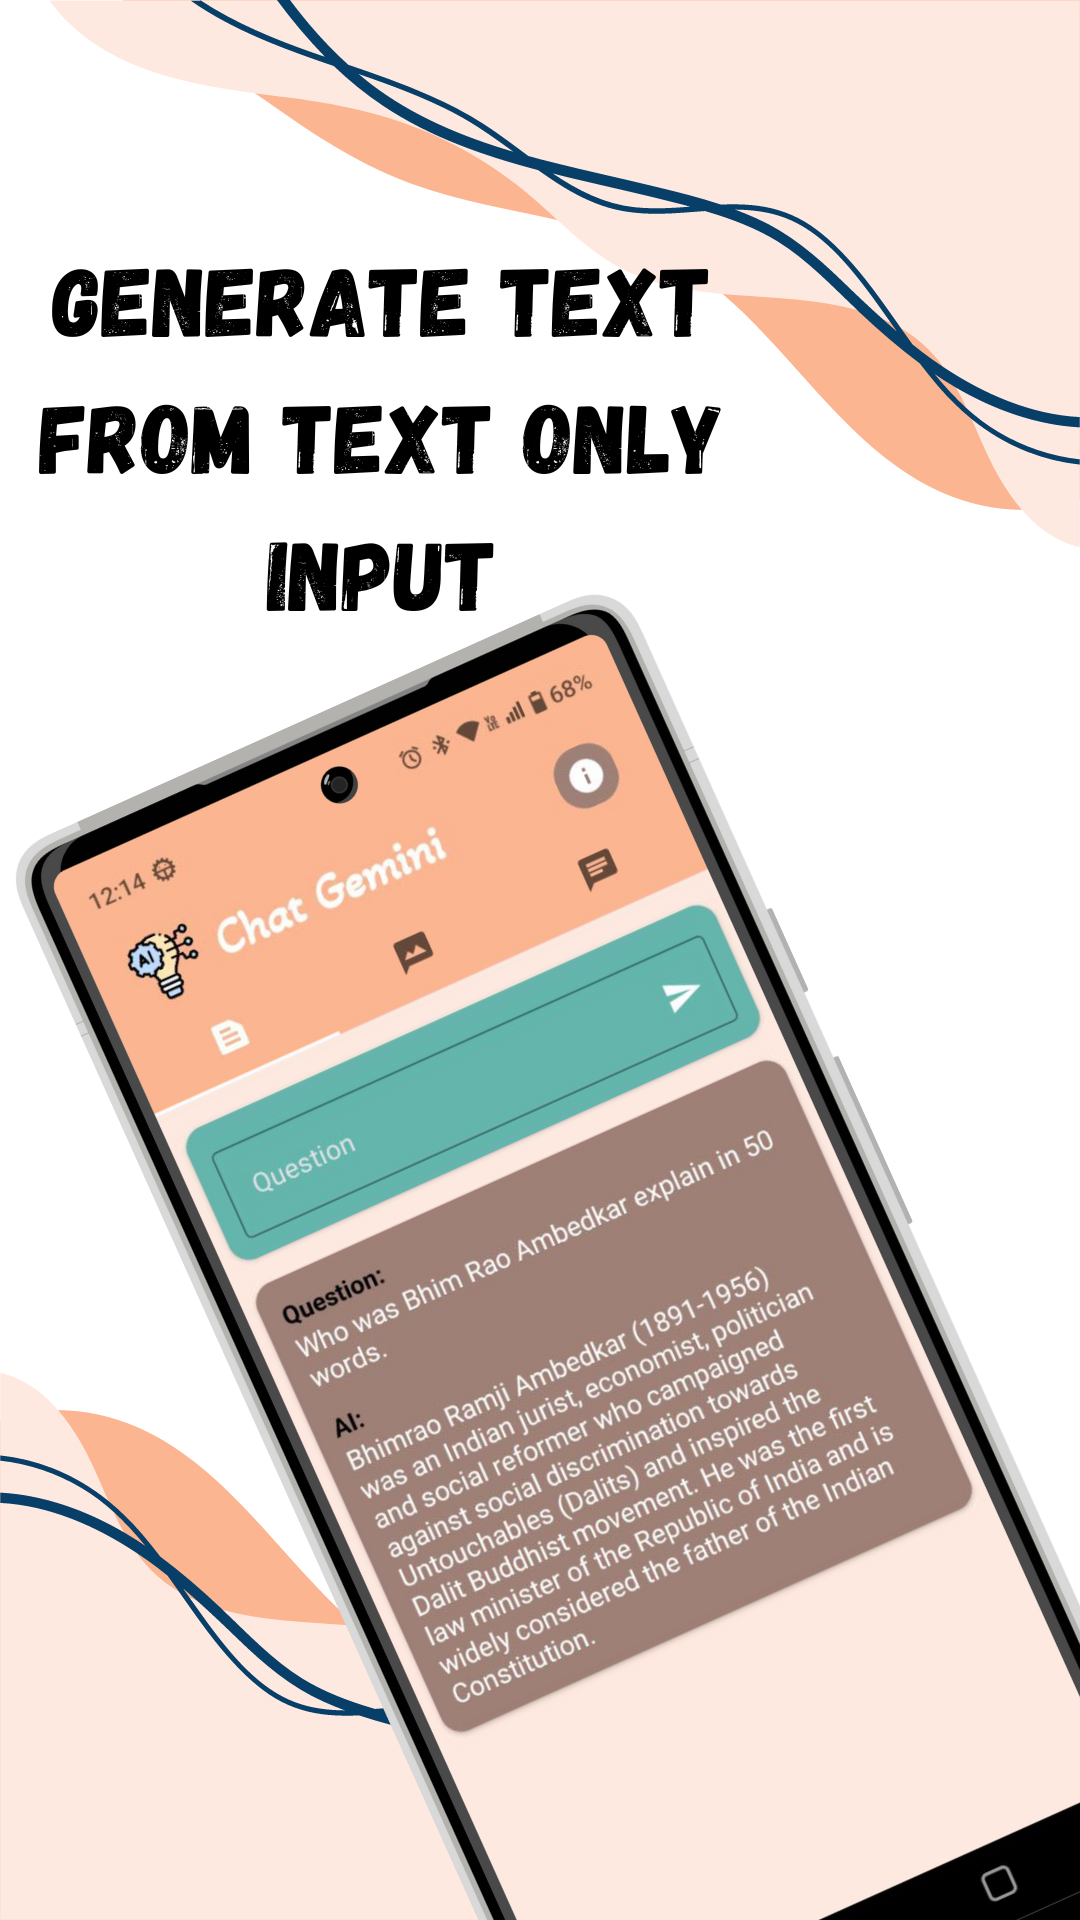 GENERATE TEXT
FROM TEXT ONLY
INPUT
12:14
68%
AI
Chat Gemini
Question
Question:
Who was Bhim Rao Ambedkar explain in 50
words.
AI:
Bhimrao Ramji Ambedkar (1891-1956)
was an Indian jurist, economist, politician
and social reformer who campaigned
against social discrimination towards
Untouchables (Dalits) and inspired the
Dalit Buddhist movement. He was the first
law minister of the Republic of India and is
widely considered the father of the Indian
Constitution.